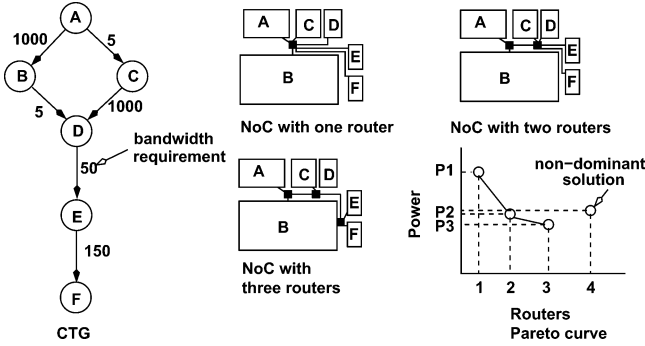 A
1000
5
B
C
5
1000
D
50
bandwidth
requirement
E
150
F
CTG
A
C
D
E
B
F
NoC with one router
A
C
D
E
B
F
NoC with two routers
A
C
D
E
B
F
NoC with
three routers
Power
P1
P2
P3
non-dominant
solution
1 2 3 4
Routers
Pareto curve